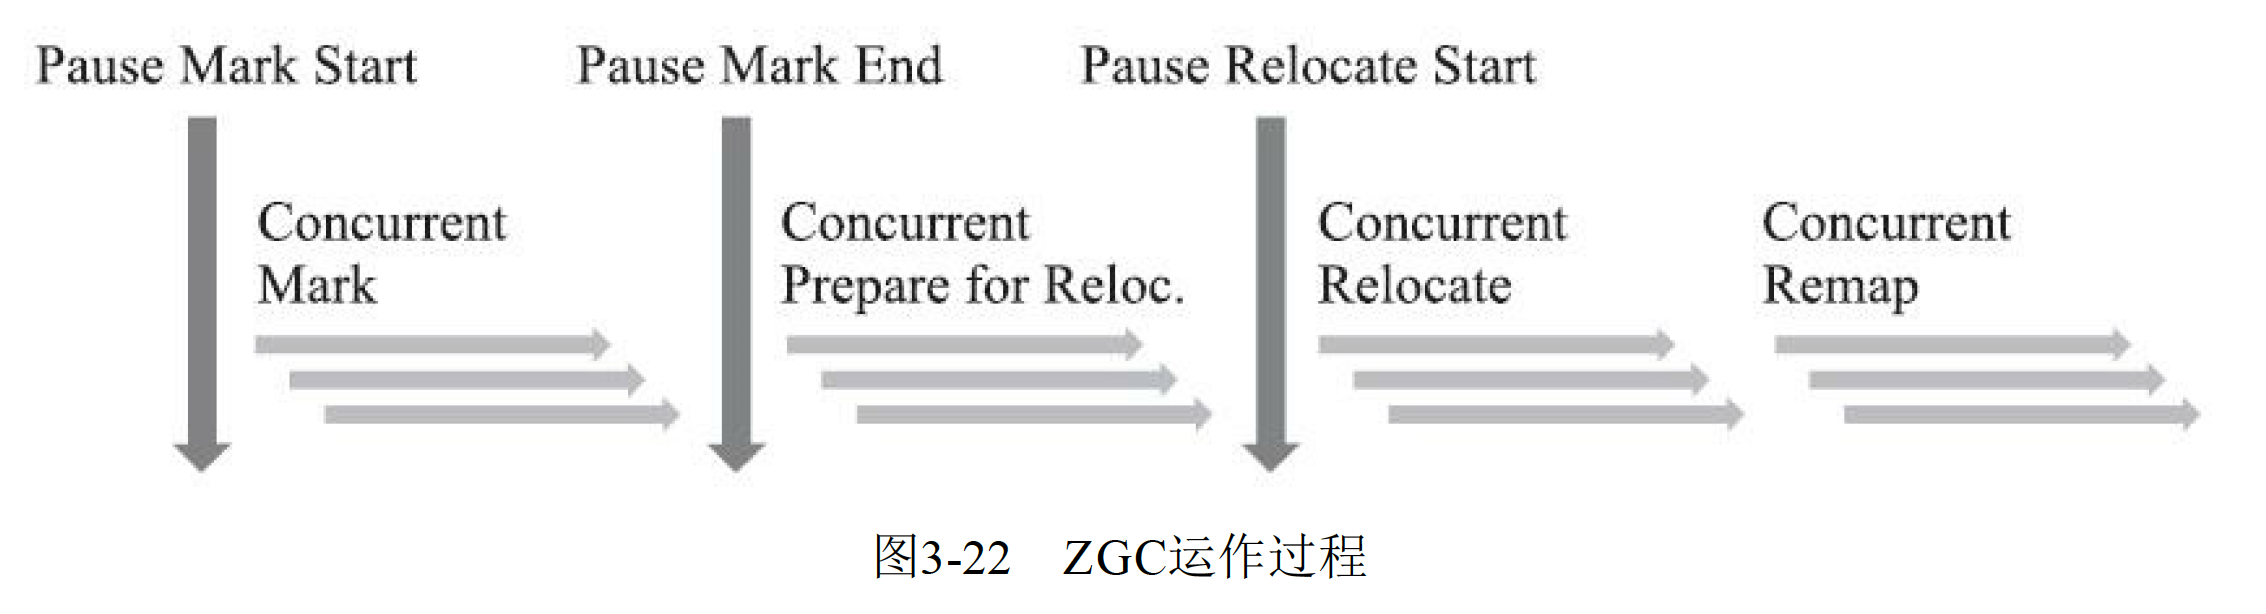 Pause Mark Start
Pause Mark End
Pause Relocate Start
Concurrent
Mark
Concurrent
Prepare for Reloc.
Concurrent
Relocate
Concurrent
Remap
图3-22 ZGC运作过程